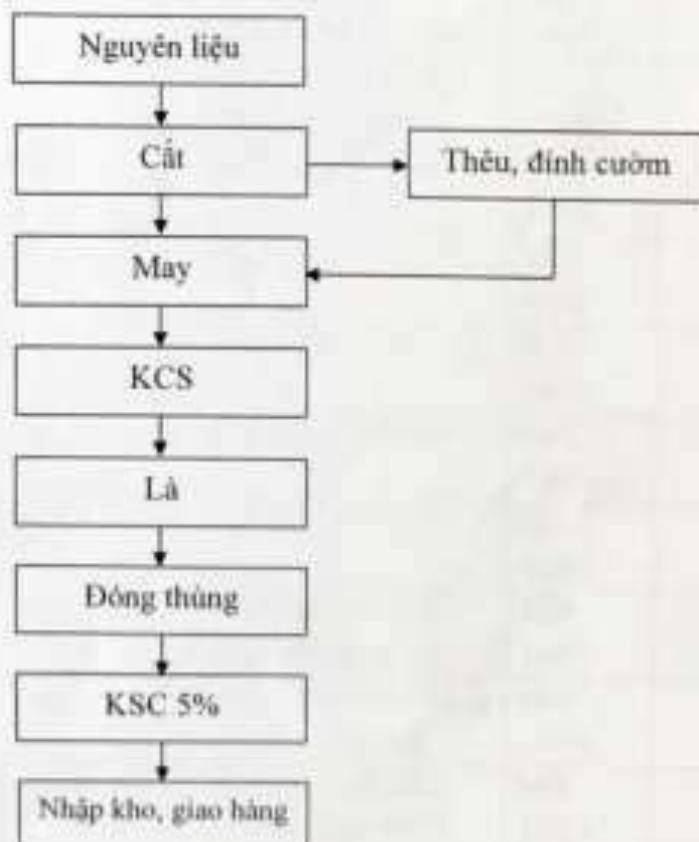 Nguyên liệu
Cắt
Thêu, đính cườm
May
KCS
Là
Đóng thùng
KSC 5%
Nhập kho, giao hàng